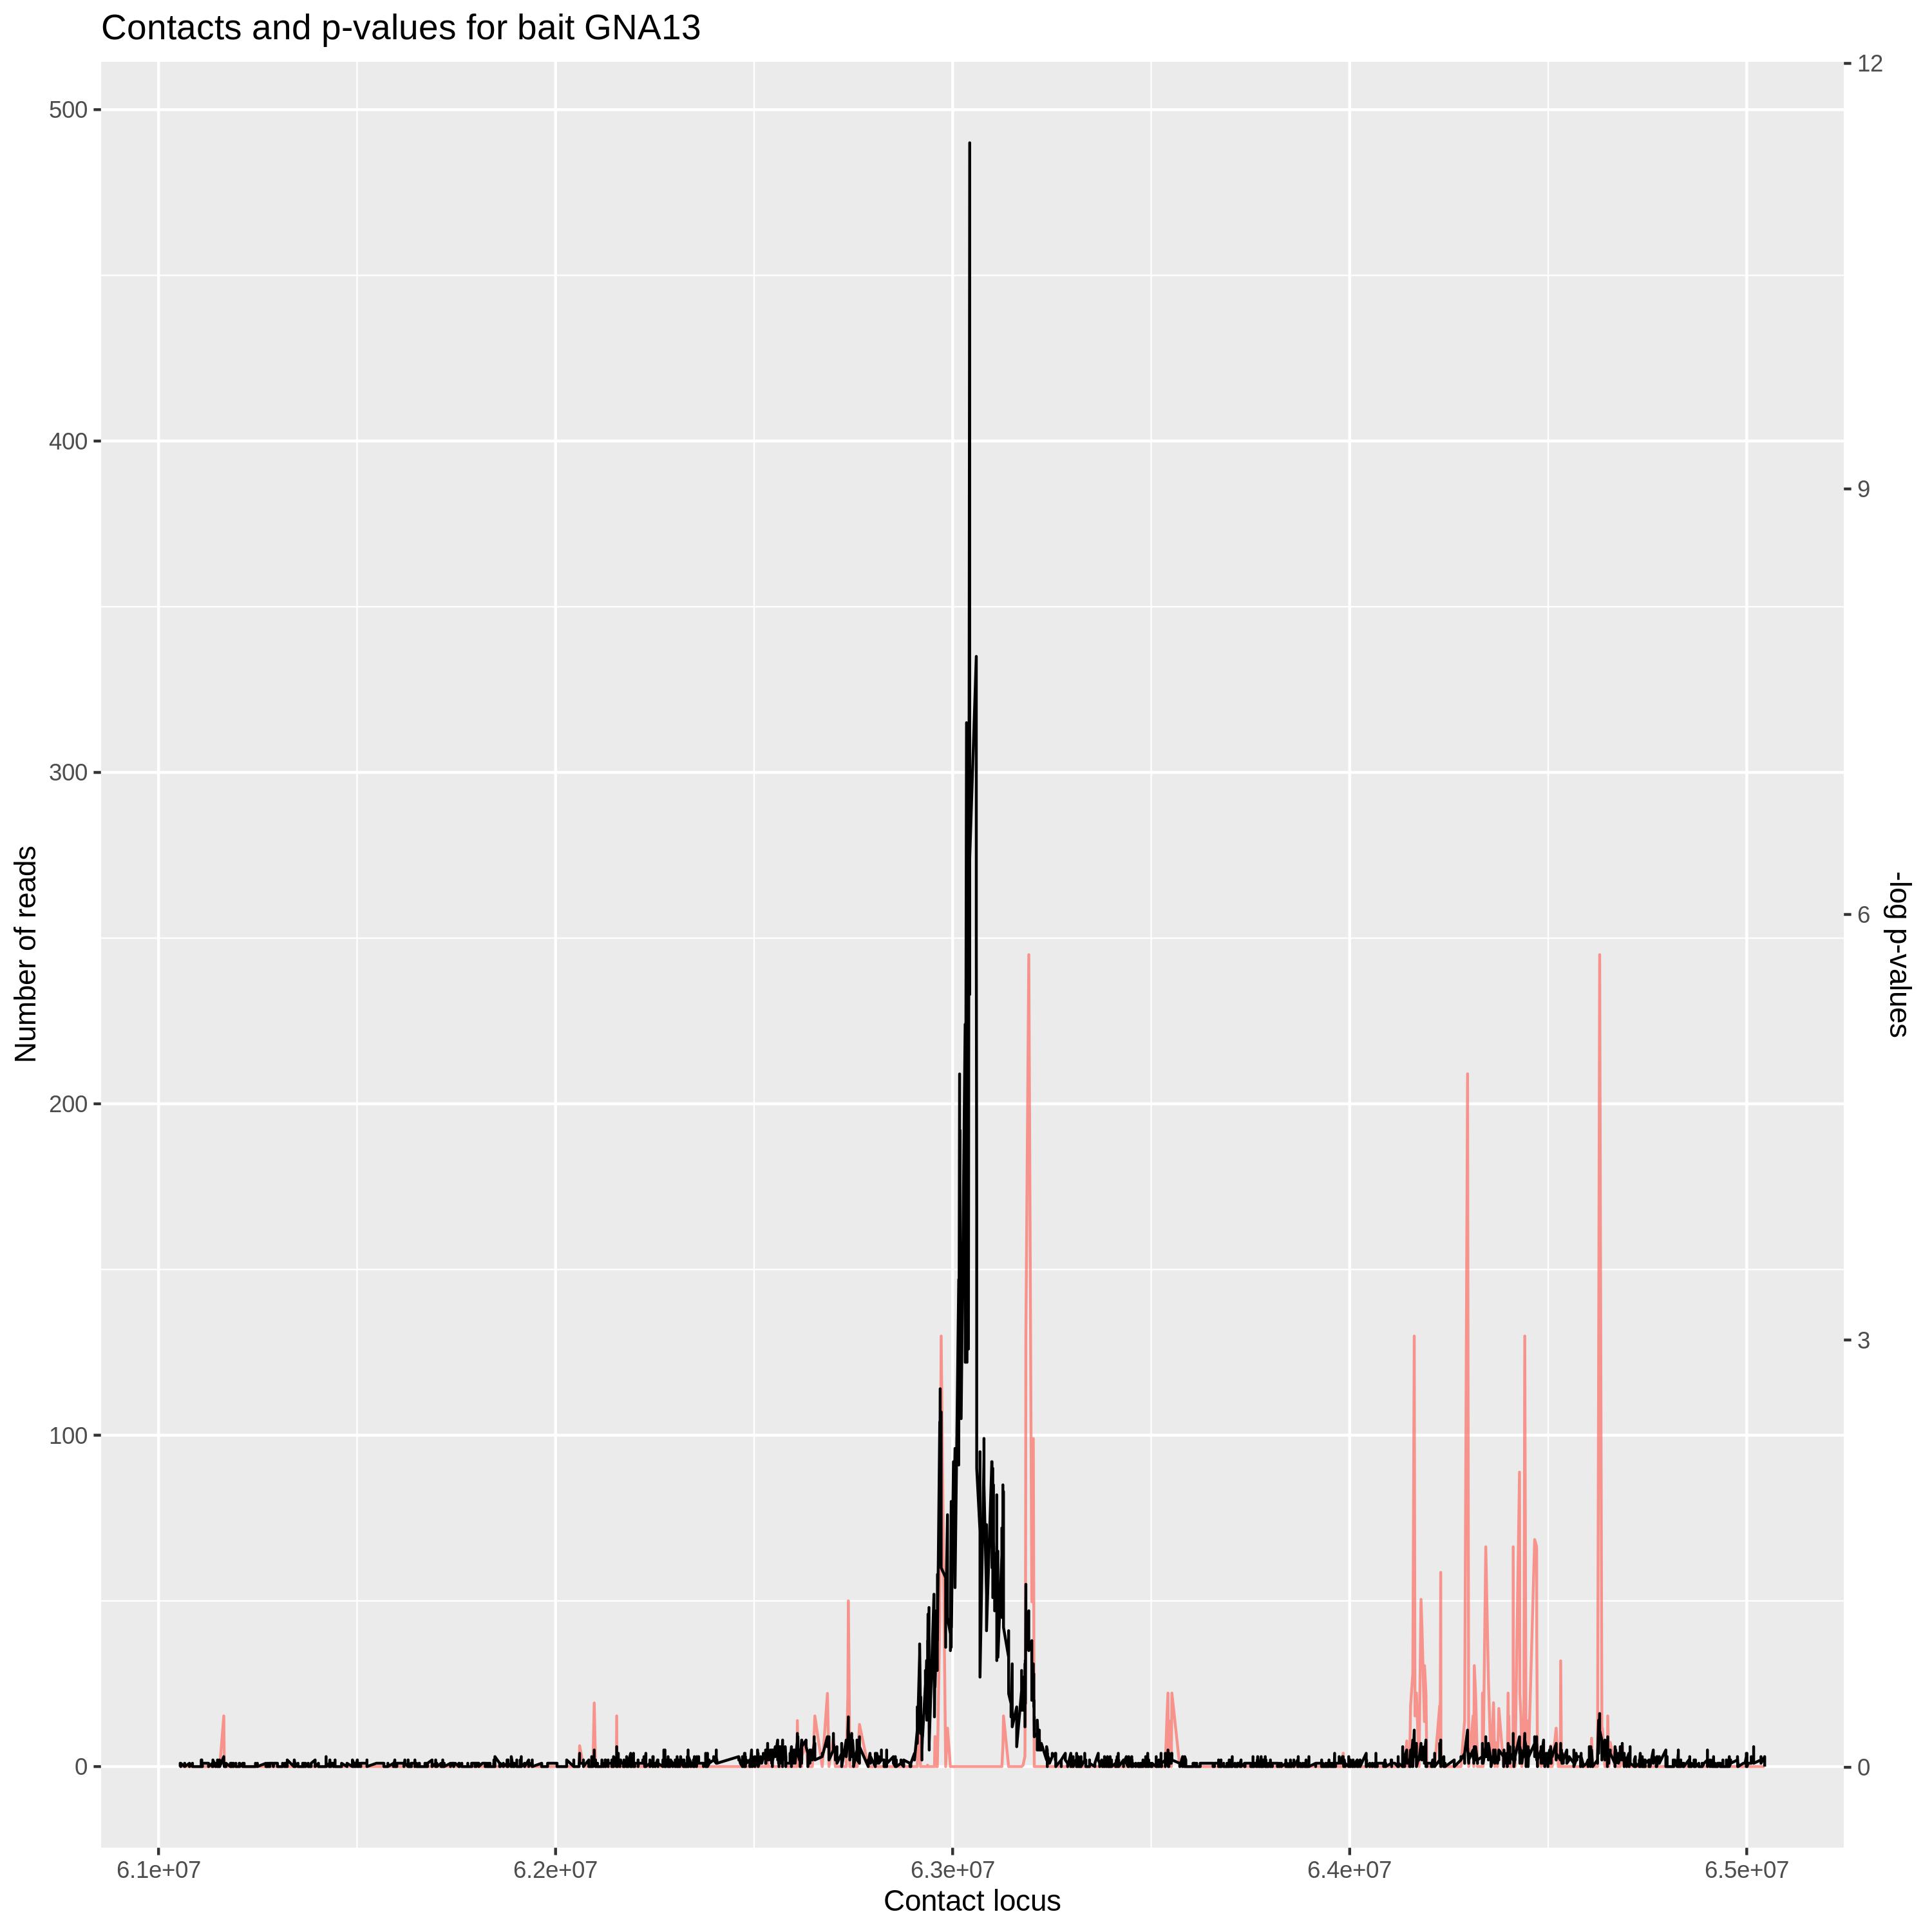 Contacts and p-values for bait GNA13
500
400
300
200
100
0
12
9
6
3
0
Number of reads
-log p-values
6.1e+07 6.2e+07 6.3e+07 6.4e+07 6.5e+07
Contact locus